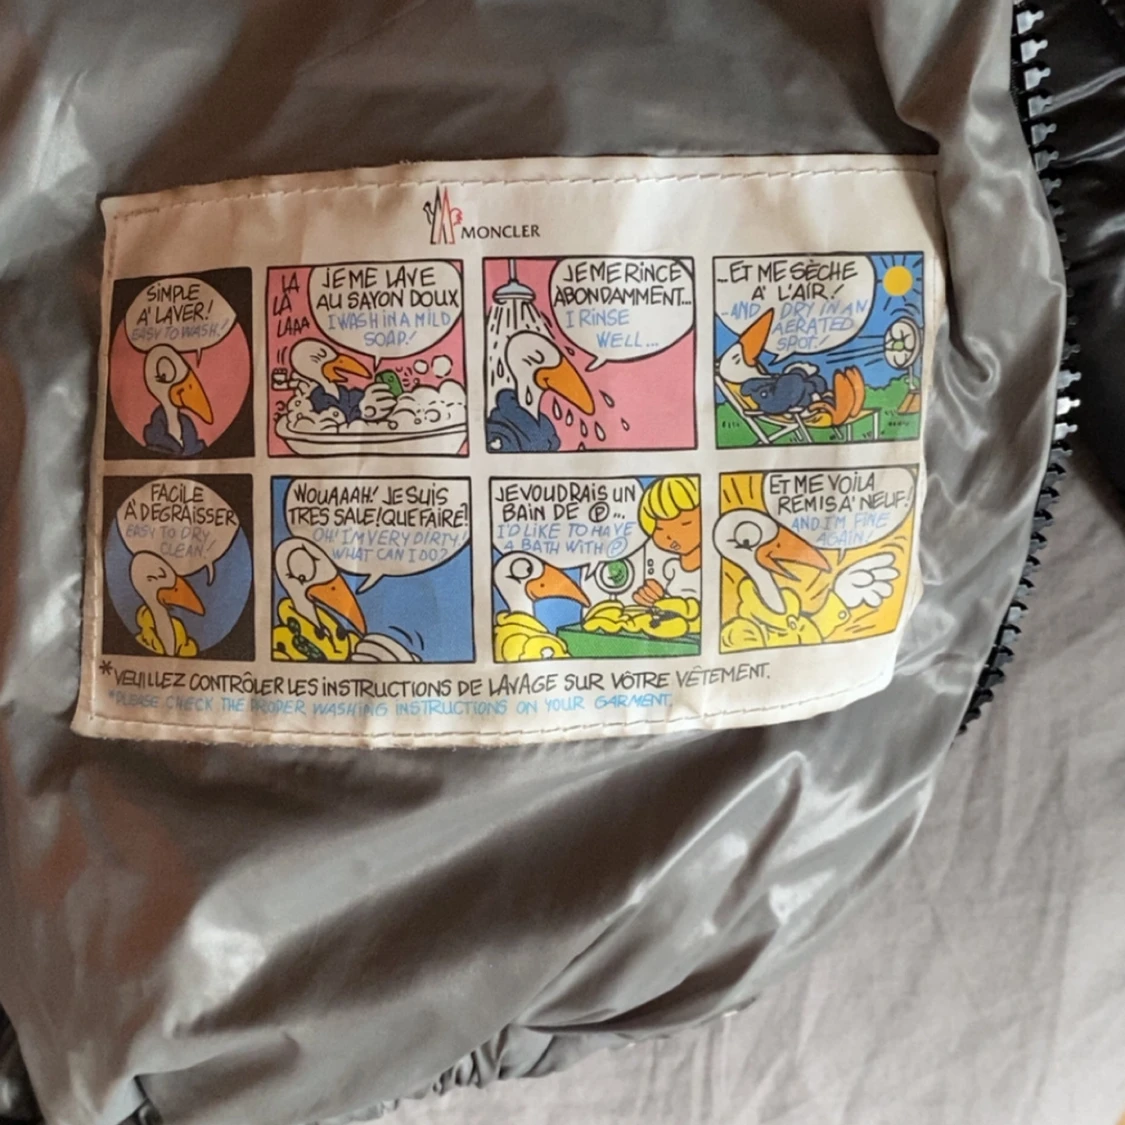 MONCLER
SIMPLE
A' LAVER!
EASY TO WASH!
LA
LA
LAAA
JE ME LAVE
AU SAVON DOUX
I WASH IN A MILD
SOAP!
JE ME RINCE
ABONDAMMENT...
I RINSE
WELL...
...ET ME SÈCHE
A' L'AIR!
-AND DRY IN AN
AERATED
SPOT!
FACILE
A' DEGRAISSER
EASY TO DRY
CLEAN!
WOUAAAH! JE SUIS
TRES SALE! QUE FAIRE?
OH! I'M VERY DIRTY!
WHAT CAN I DO?
JE VOUDRAIS UN
BAIN DE Ⓟ...
I'D LIKE TO HAVE
A BATH WITH Ⓟ
ET ME VOILA
REMIS A' NEUF!
AND I'M FINE
AGAIN!
*VEUILLEZ CONTRÔLER LES INSTRUCTIONS DE LAVAGE SUR VÔTRE VÊTEMENT.
*PLEASE CHECK THE PROPER WASHING INSTRUCTIONS ON YOUR GARMENT.